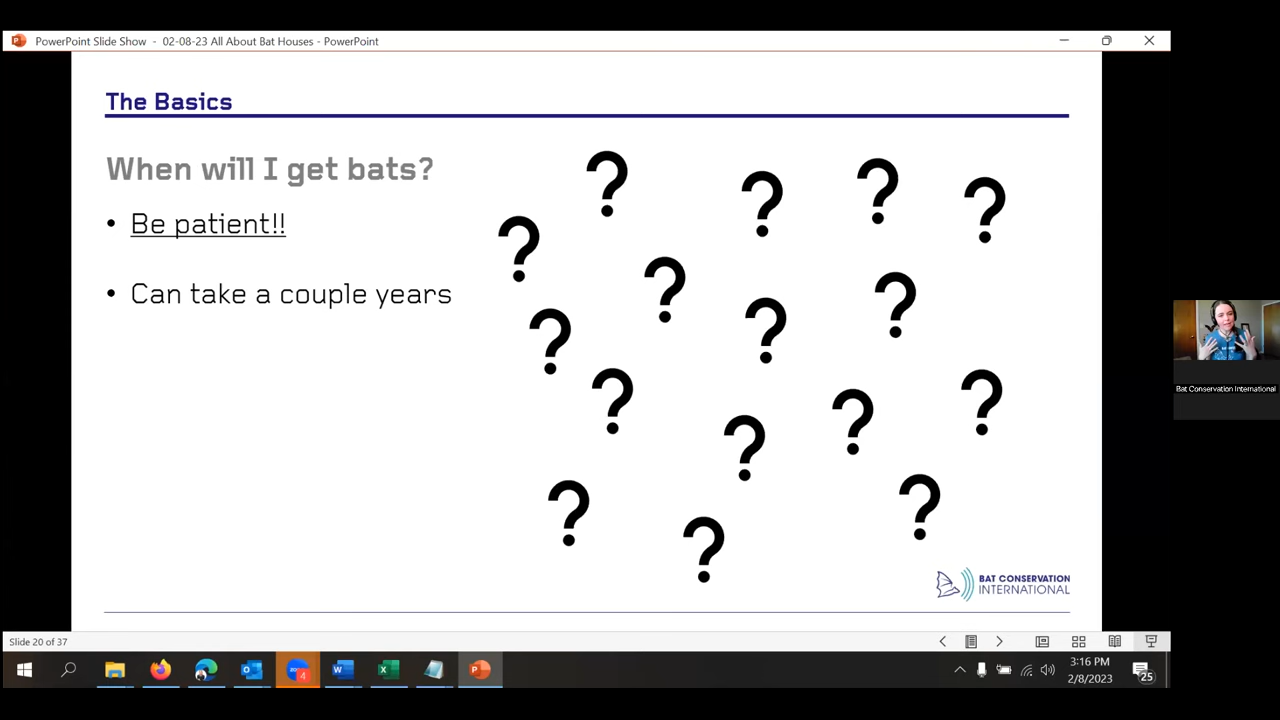 PowerPoint Slide Show - 02-08-23 All About Bat Houses - PowerPoint
The Basics
When will I get bats?
• Be patient!!
• Can take a couple years
? ? ? ?
?
? ?
? ?
? ?
? ?
? ?
?
BAT CONSERVATION
INTERNATIONAL
Bat Conservation International
Slide 20 of 37
4
3:16 PM
2/8/2023
25